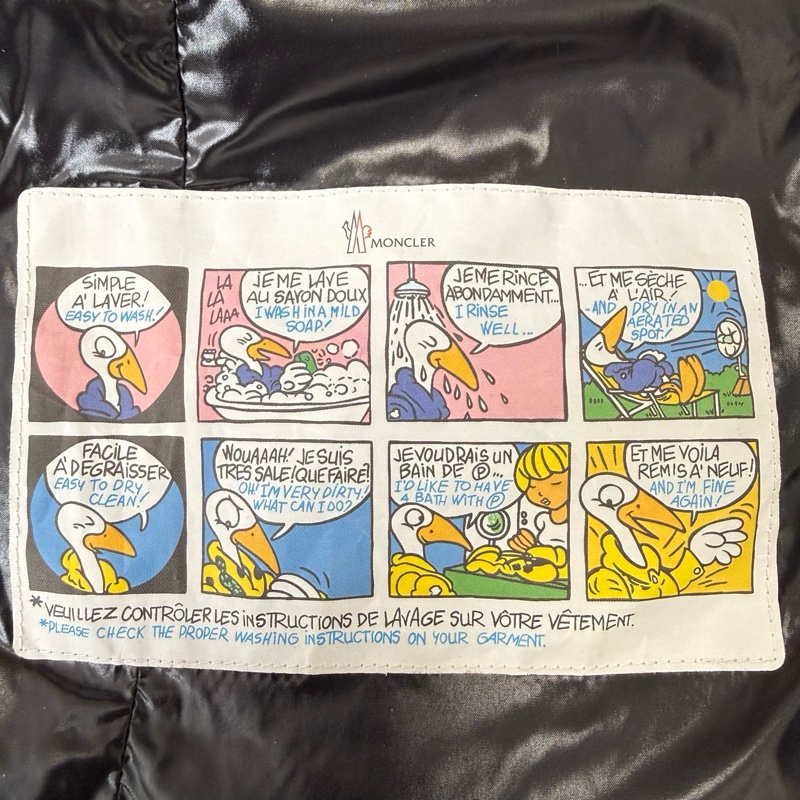 MONCLER
SIMPLE
A' LAVER!
EASY TO WASH!
LA
LÀ
LAAA
JE ME LAVE
AU SAYON DOUX
I WASH IN A MILD
SOAP!
JE ME RINCE
ABONDAMMENT...
I RINSE
WELL...
...ET ME SÈCHE
A' L'AIR!
-AND DRY IN AN
AERATED
SPOT!
FACILE
A' DEGRAISSER
EASY TO DRY
CLEAN!
WOUAAAH! JE SUIS
TRES SALE! QUE FAIRE?
OH! I'M VERY DIRTY!
WHAT CAN I DO?
JE VOUDRAIS UN
BAIN DE Ⓟ...
I'D LIKE TO HAVE
A BATH WITH Ⓟ
ET ME VOILA
REMIS A' NEUF!
AND I'M FINE
AGAIN!
*VEUILLEZ CONTRÔLER LES INSTRUCTIONS DE LAVAGE SUR VÔTRE VÊTEMENT.
*PLEASE CHECK THE PROPER WASHING INSTRUCTIONS ON YOUR GARMENT.